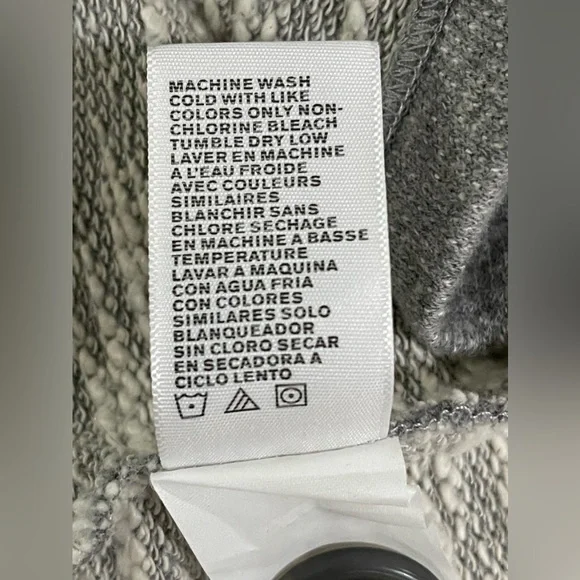 MACHINE WASH
COLD WITH LIKE
COLORS ONLY NON-
CHLORINE BLEACH
TUMBLE DRY LOW
LAVER EN MACHINE
A L'EAU FROIDE
AVEC COULEURS
SIMILAIRES
BLANCHIR SANS
CHLORE SECHAGE
EN MACHINE A BASSE
TEMPERATURE
LAVAR A MAQUINA
CON AGUA FRIA
CON COLORES
SIMILARES SOLO
BLANQUEADOR
SIN CLORO SECAR
EN SECADORA A
CICLO LENTO